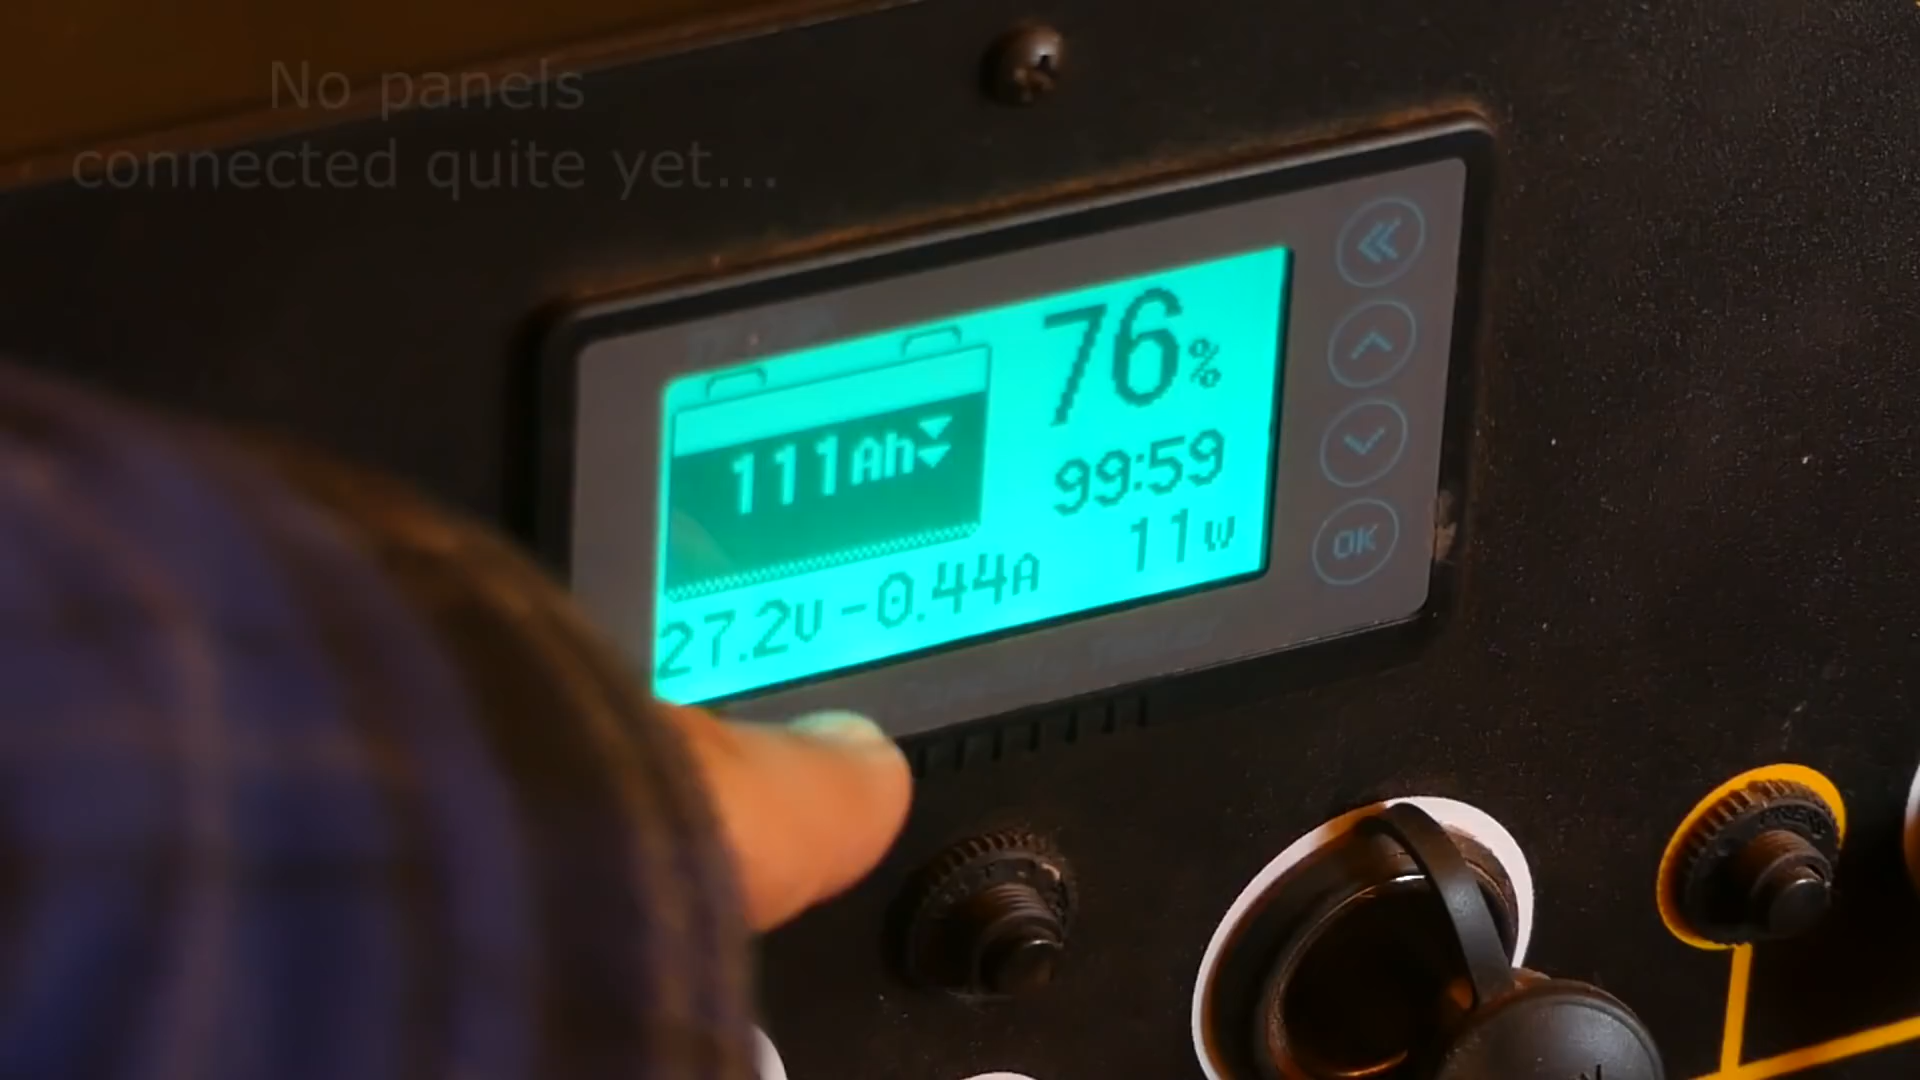 No panels
connected quite yet...
76%
111Ah
99:59
11w
27.2v -0.44A
OK